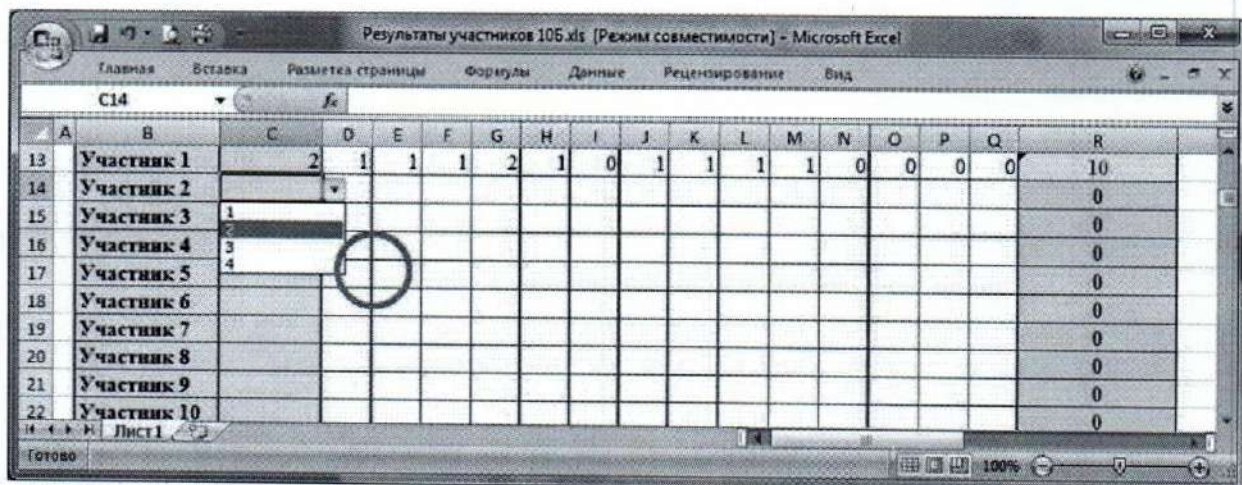 Результаты участников 105.xls [Режим совместимости] - Microsoft Excel
Главная Вставка Разметка страницы Формулы Данные Рецензирование Вид
C14 fx
A B C D E F G H I J K L M N O P Q R
13 Участник 1 2 1 1 1 2 1 0 1 1 1 1 0 0 0 0 10
14 Участник 2 0
15 Участник 3 1 0
2
16 Участник 4 3 0
17 Участник 5 4 0
18 Участник 6 0
19 Участник 7 0
20 Участник 8 0
21 Участник 9 0
22 Участник 10 0
Лист1
Готово 100%